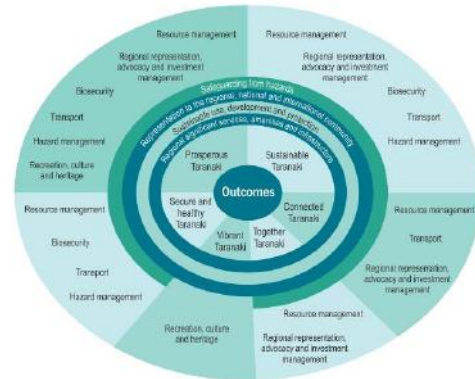 Resource management
Regional representation,
advocacy and investment
management
Biosecurity
Transport
Hazard management
Recreation, culture
and heritage
Resource management
Regional representation,
advocacy and investment
management
Biosecurity
Transport
Hazard management
Safeguarding from hazards
Representation to the regional, national and international community
Sustainable use, development and protection
Regionally significant services, amenities and infrastructure
Prosperous
Taranaki
Sustainable
Taranaki
Outcomes
Secure and
healthy
Taranaki
Connected
Taranaki
Vibrant
Taranaki
Together
Taranaki
Resource management
Biosecurity
Transport
Hazard management
Resource management
Transport
Regional representation,
advocacy and investment
management
Recreation, culture
and heritage
Resource management
Regional representation,
advocacy and investment
management